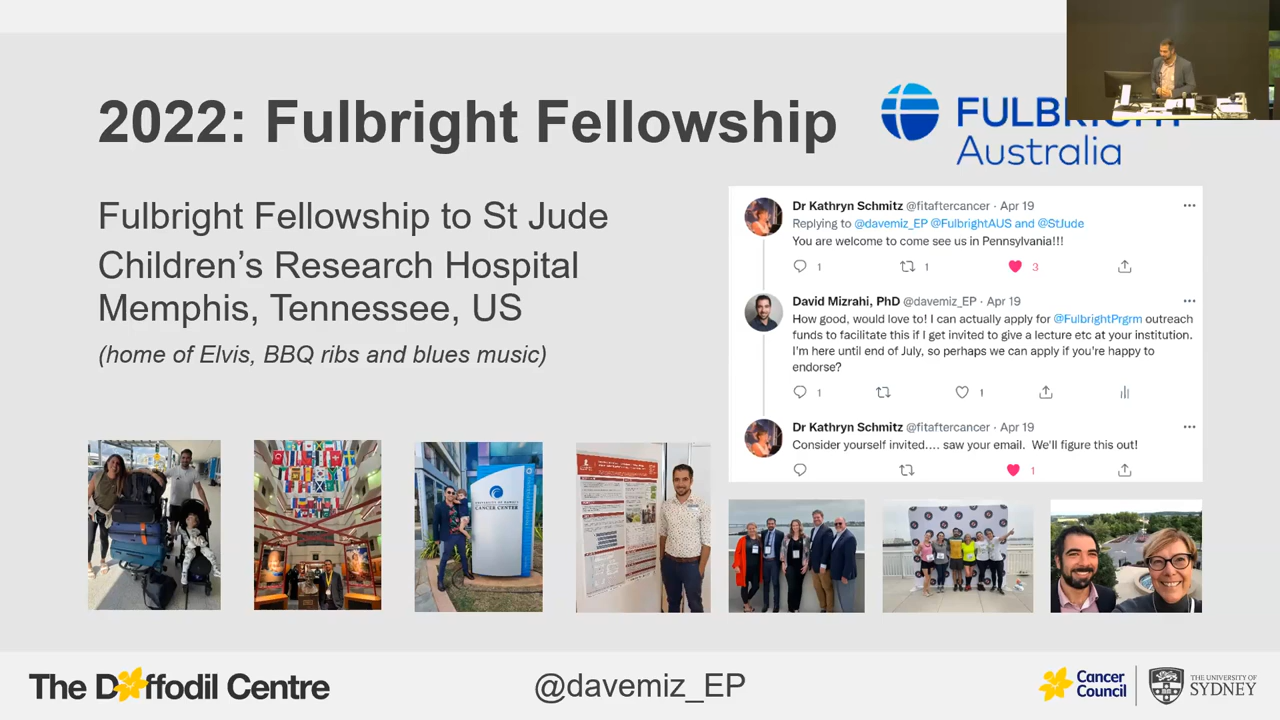 2022: Fulbright Fellowship
FULBRIGHT
Australia
Fulbright Fellowship to St Jude
Children's Research Hospital
Memphis, Tennessee, US
(home of Elvis, BBQ ribs and blues music)
Dr Kathryn Schmitz @fitaftercancer · Apr 19
Replying to @davemiz_EP @FulbrightAUS and @StJude
You are welcome to come see us in Pennsylvania!!!
1 1 3
David Mizrahi, PhD @davemiz_EP · Apr 19
How good, would love to! I can actually apply for @FulbrightPrgrm outreach
funds to facilitate this if I get invited to give a lecture etc at your institution.
I'm here until end of July, so perhaps we can apply if you're happy to
endorse?
1 1
Dr Kathryn Schmitz @fitaftercancer · Apr 19
Consider yourself invited.... saw your email. We'll figure this out!
1
CANCER CENTER
The Daffodil Centre
@davemiz_EP
Cancer
Council
THE UNIVERSITY OF
SYDNEY